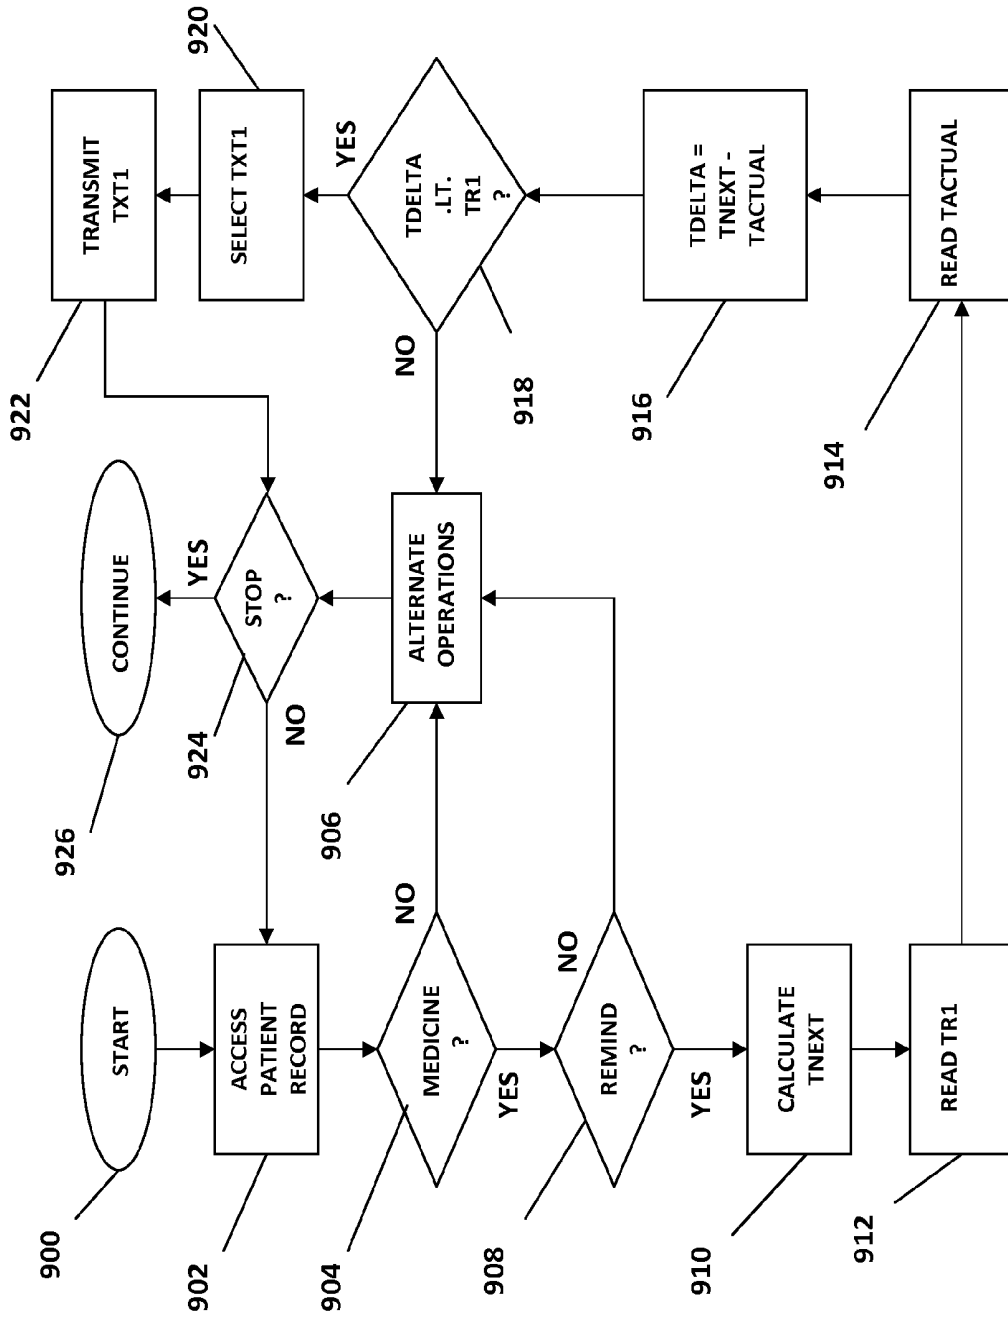 900
START
902
ACCESS
PATIENT
RECORD
904
MEDICINE
?
NO
YES
908
REMIND
?
NO
YES
910
CALCULATE
TNEXT
912
READ TR1
926
CONTINUE
924
STOP
?
YES
NO
906
ALTERNATE
OPERATIONS
922
TRANSMIT
TXT1
920
SELECT TXT1
YES
918
TDELTA
.LT.
TR1
?
NO
916
TDELTA =
TNEXT -
TACTUAL
914
READ TACTUAL